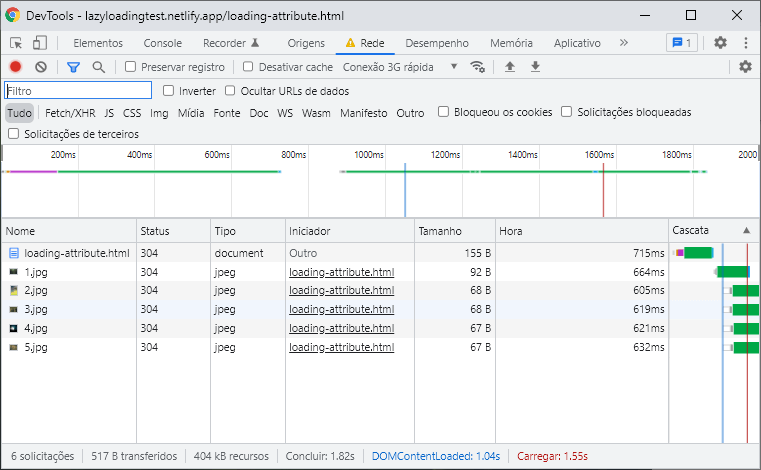 DevTools - lazyloadingtest.netlify.app/loading-attribute.html
Elementos Console Recorder Origens Rede Desempenho Memória Aplicativo » 1
Preservar registro Desativar cache Conexão 3G rápida
Filtro Inverter Ocultar URLs de dados
Tudo Fetch/XHR JS CSS Img Mídia Fonte Doc WS Wasm Manifesto Outro Bloqueou os cookies Solicitações bloqueadas
Solicitações de terceiros
200ms 400ms 600ms 800ms 1000ms 1200ms 1400ms 1600ms 1800ms 2000
Nome Status Tipo Iniciador Tamanho Hora Cascata
loading-attribute.html 304 document Outro 155 B 715ms
1.jpg 304 jpeg loading-attribute.html 92 B 664ms
2.jpg 304 jpeg loading-attribute.html 68 B 605ms
3.jpg 304 jpeg loading-attribute.html 68 B 619ms
4.jpg 304 jpeg loading-attribute.html 67 B 621ms
5.jpg 304 jpeg loading-attribute.html 67 B 632ms
6 solicitações 517 B transferidos 404 kB recursos Concluir: 1.82s DOMContentLoaded: 1.04s Carregar: 1.55s